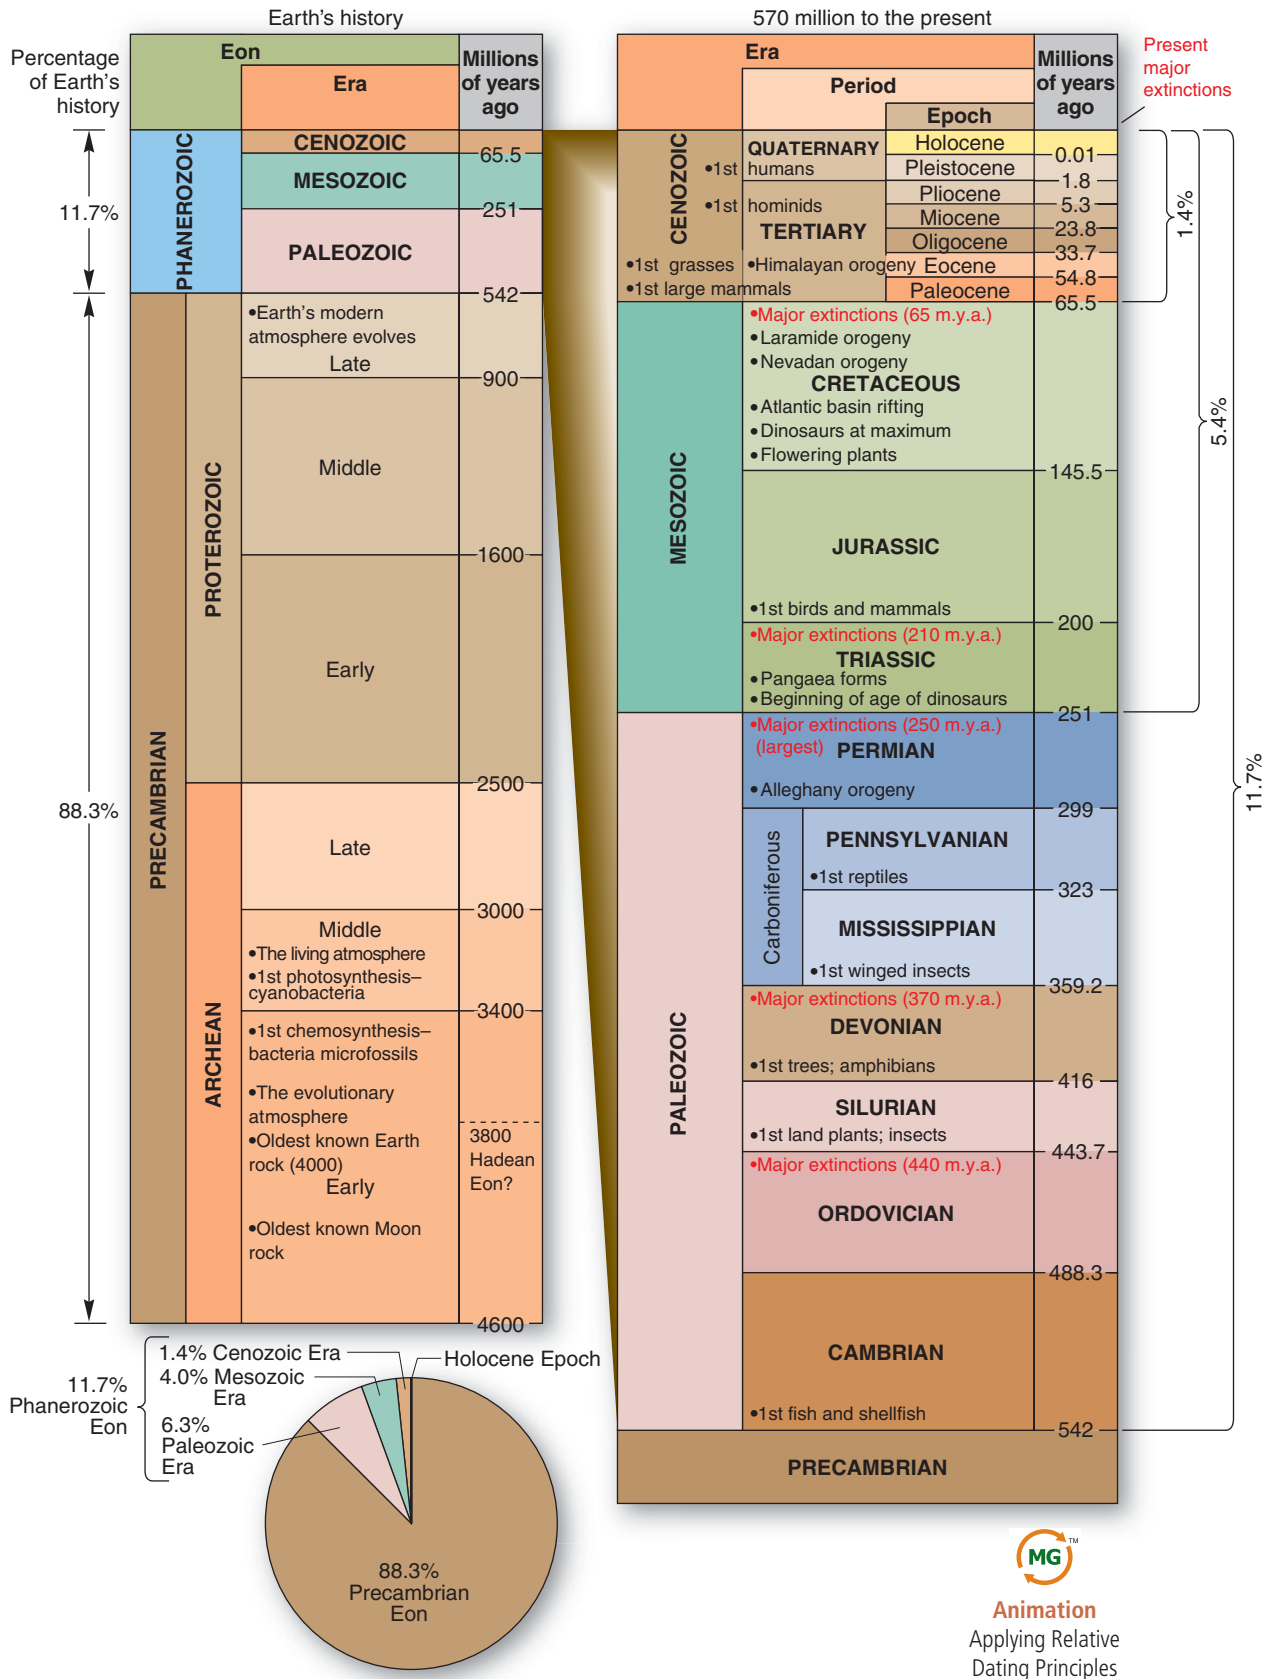 Earth's history
Percentage
of Earth's
history
Eon
Era
Millions
of years
ago
11.7%
88.3%
PHANEROZOIC
CENOZOIC
65.5
MESOZOIC
251
PALEOZOIC
542
PRECAMBRIAN
PROTEROZOIC
•Earth's modern
atmosphere evolves
Late
900
Middle
1600
Early
2500
ARCHEAN
Late
3000
Middle
•The living atmosphere
•1st photosynthesis–
cyanobacteria
3400
•1st chemosynthesis–
bacteria microfossils
•The evolutionary
atmosphere
•Oldest known Earth
rock (4000)
Early
•Oldest known Moon
rock
3800
Hadean
Eon?
4600
570 million to the present
Era
Period
Epoch
Millions
of years
ago
Present
major
extinctions
CENOZOIC
QUATERNARY
•1st humans
Holocene
0.01
Pleistocene
1.8
•1st hominids
TERTIARY
•1st grasses
•Himalayan orogeny
•1st large mammals
Pliocene
5.3
Miocene
23.8
Oligocene
33.7
Eocene
54.8
Paleocene
65.5
MESOZOIC
•Major extinctions (65 m.y.a.)
•Laramide orogeny
•Nevadan orogeny
CRETACEOUS
•Atlantic basin rifting
•Dinosaurs at maximum
•Flowering plants
145.5
JURASSIC
•1st birds and mammals
200
•Major extinctions (210 m.y.a.)
TRIASSIC
•Pangaea forms
•Beginning of age of dinosaurs
251
PALEOZOIC
•Major extinctions (250 m.y.a.)
(largest)
PERMIAN
•Alleghany orogeny
299
Carboniferous
PENNSYLVANIAN
•1st reptiles
323
MISSISSIPPIAN
•1st winged insects
359.2
•Major extinctions (370 m.y.a.)
DEVONIAN
•1st trees; amphibians
416
SILURIAN
•1st land plants; insects
443.7
•Major extinctions (440 m.y.a.)
ORDOVICIAN
488.3
CAMBRIAN
•1st fish and shellfish
542
PRECAMBRIAN
1.4%
5.4%
11.7%
11.7%
Phanerozoic
Eon
1.4% Cenozoic Era
4.0% Mesozoic
Era
6.3%
Paleozoic
Era
Holocene Epoch
88.3%
Precambrian
Eon
MG
TM
Animation
Applying Relative
Dating Principles